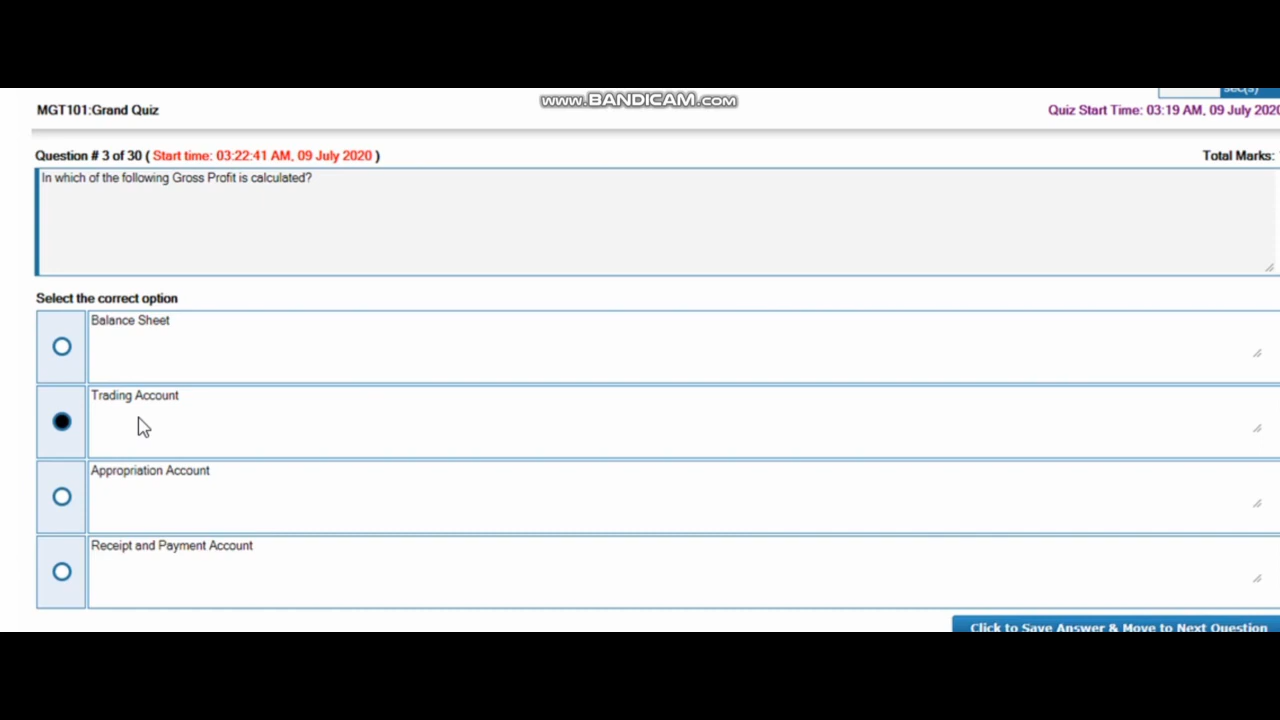 www.BANDICAM.com
sec(s)
MGT101:Grand Quiz
Quiz Start Time: 03:19 AM, 09 July 2020
Question # 3 of 30 ( Start time: 03:22:41 AM, 09 July 2020 )
Total Marks:
In which of the following Gross Profit is calculated?
Select the correct option
Balance Sheet
Trading Account
Appropriation Account
Receipt and Payment Account
Click to Save Answer & Move to Next Question